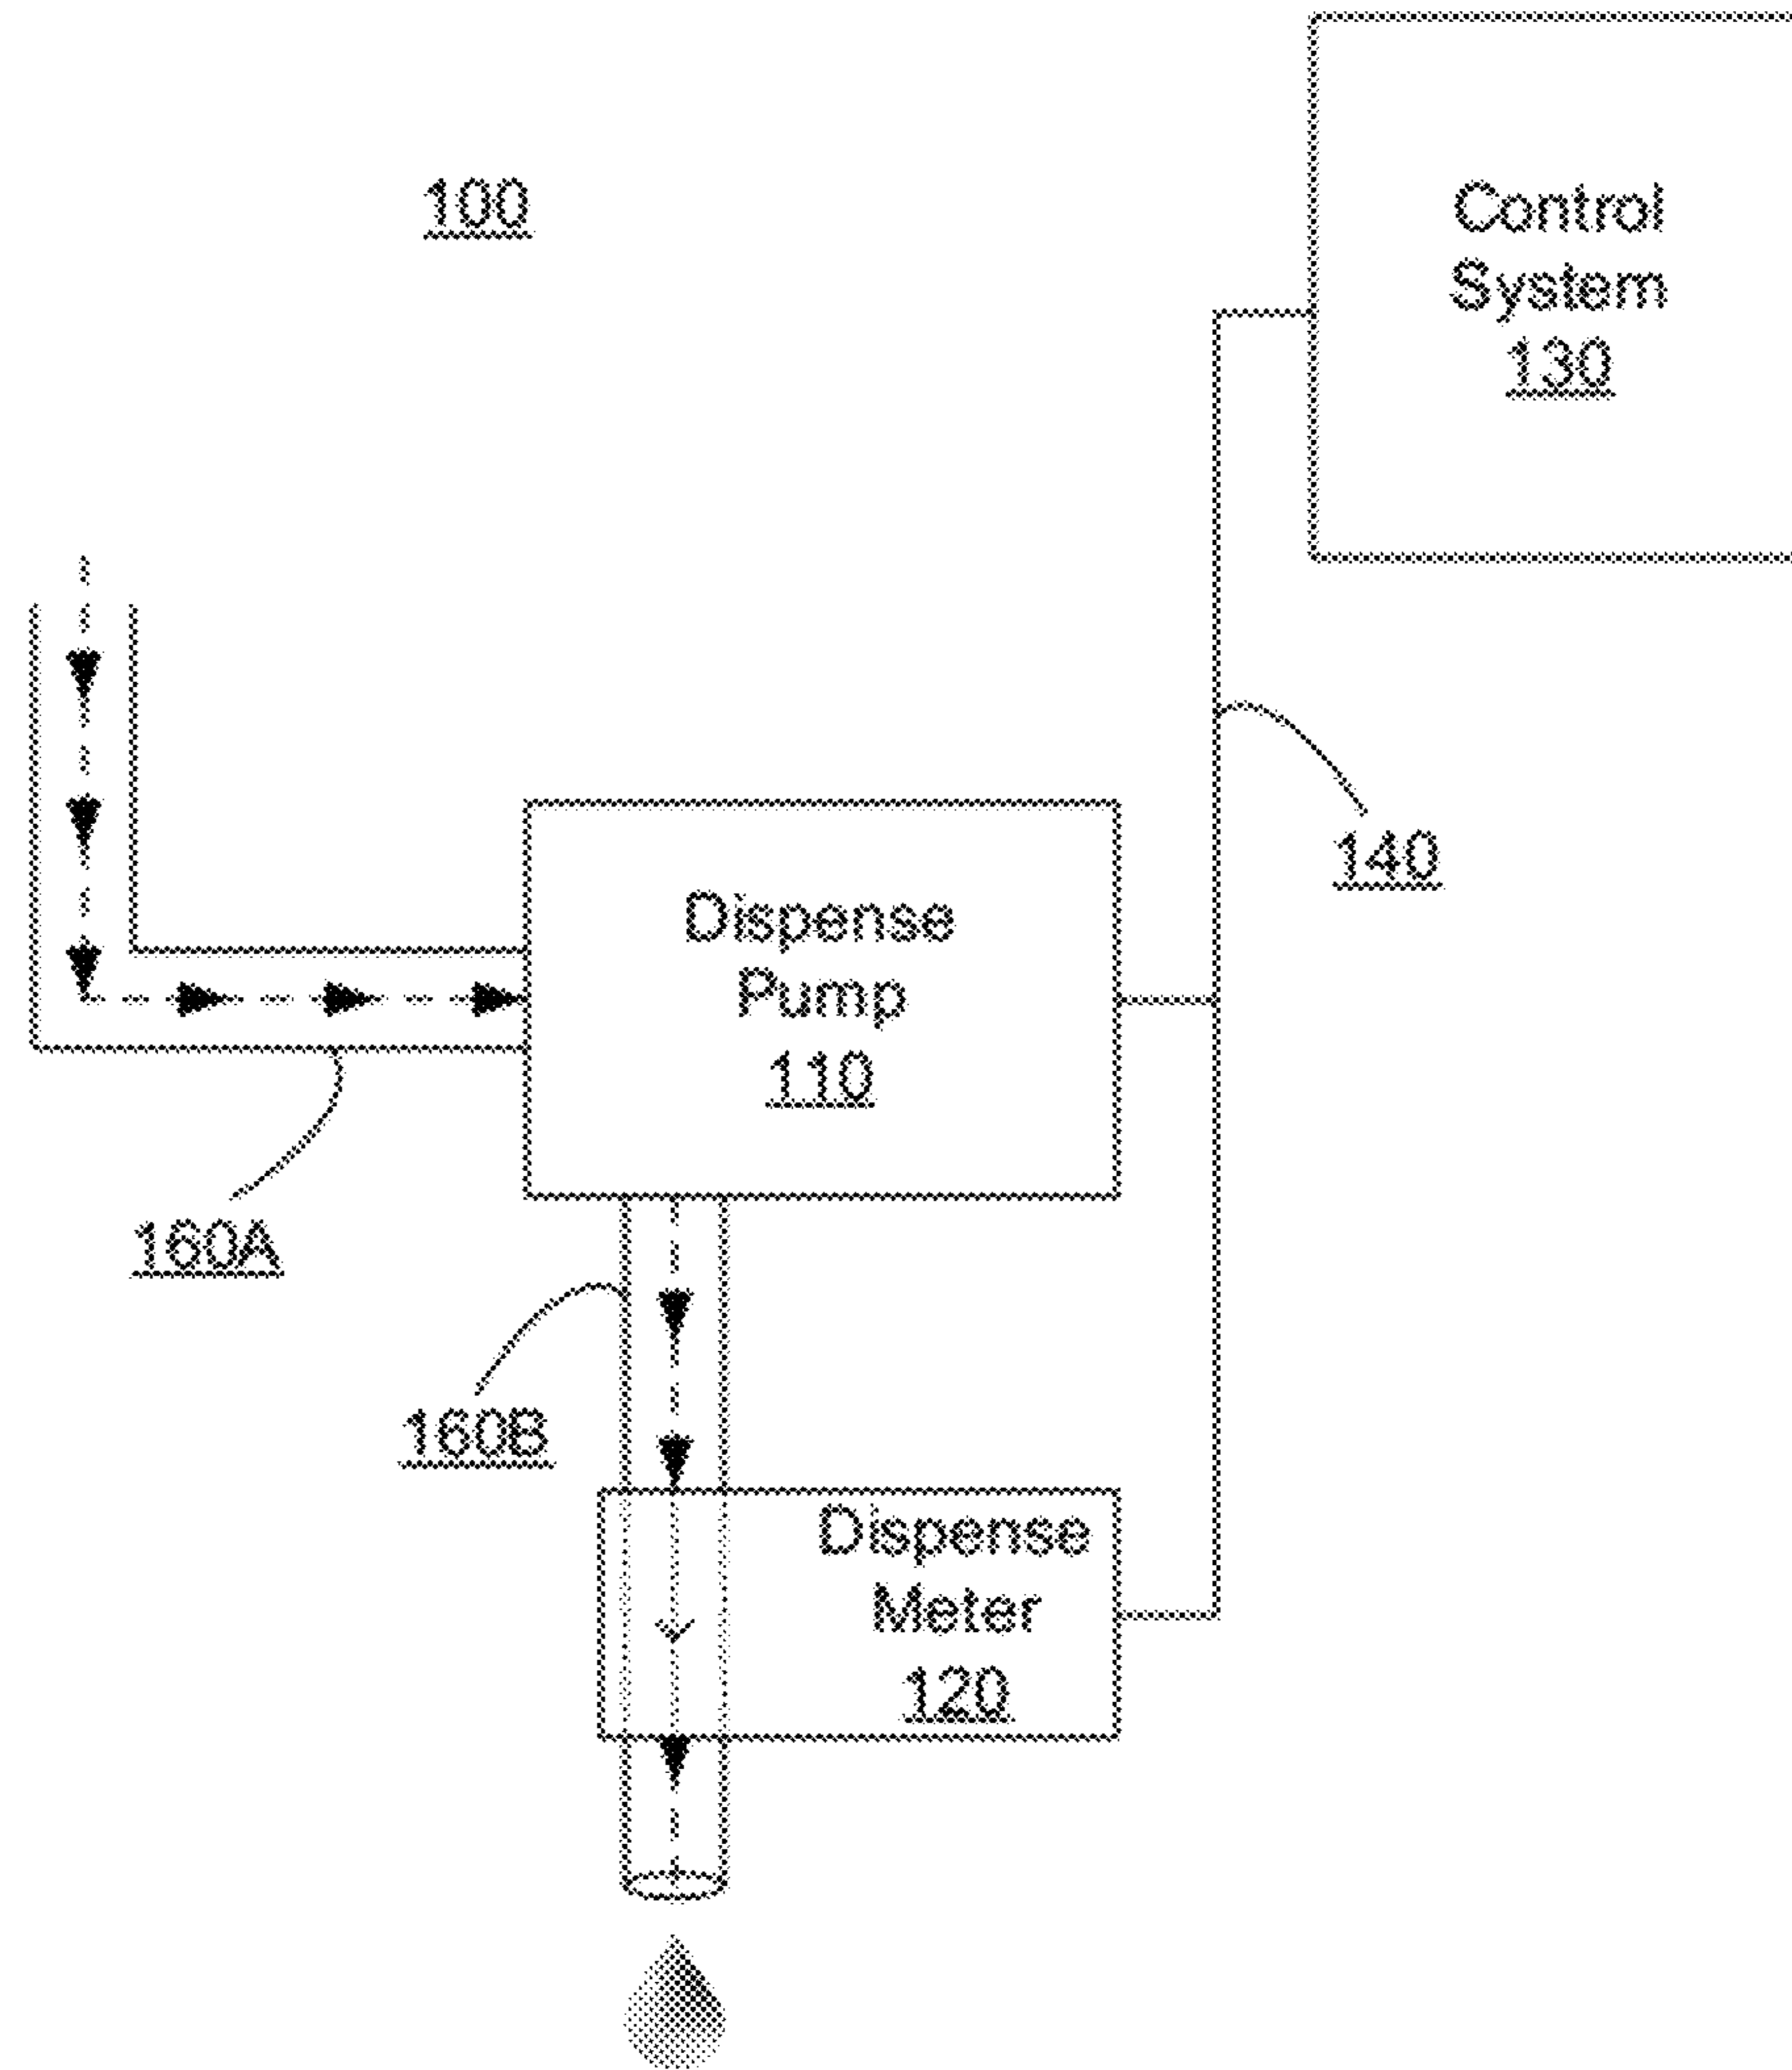 100
Control
System
130
140
Dispense
Pump
110
160A
160B
Dispense
Meter
120